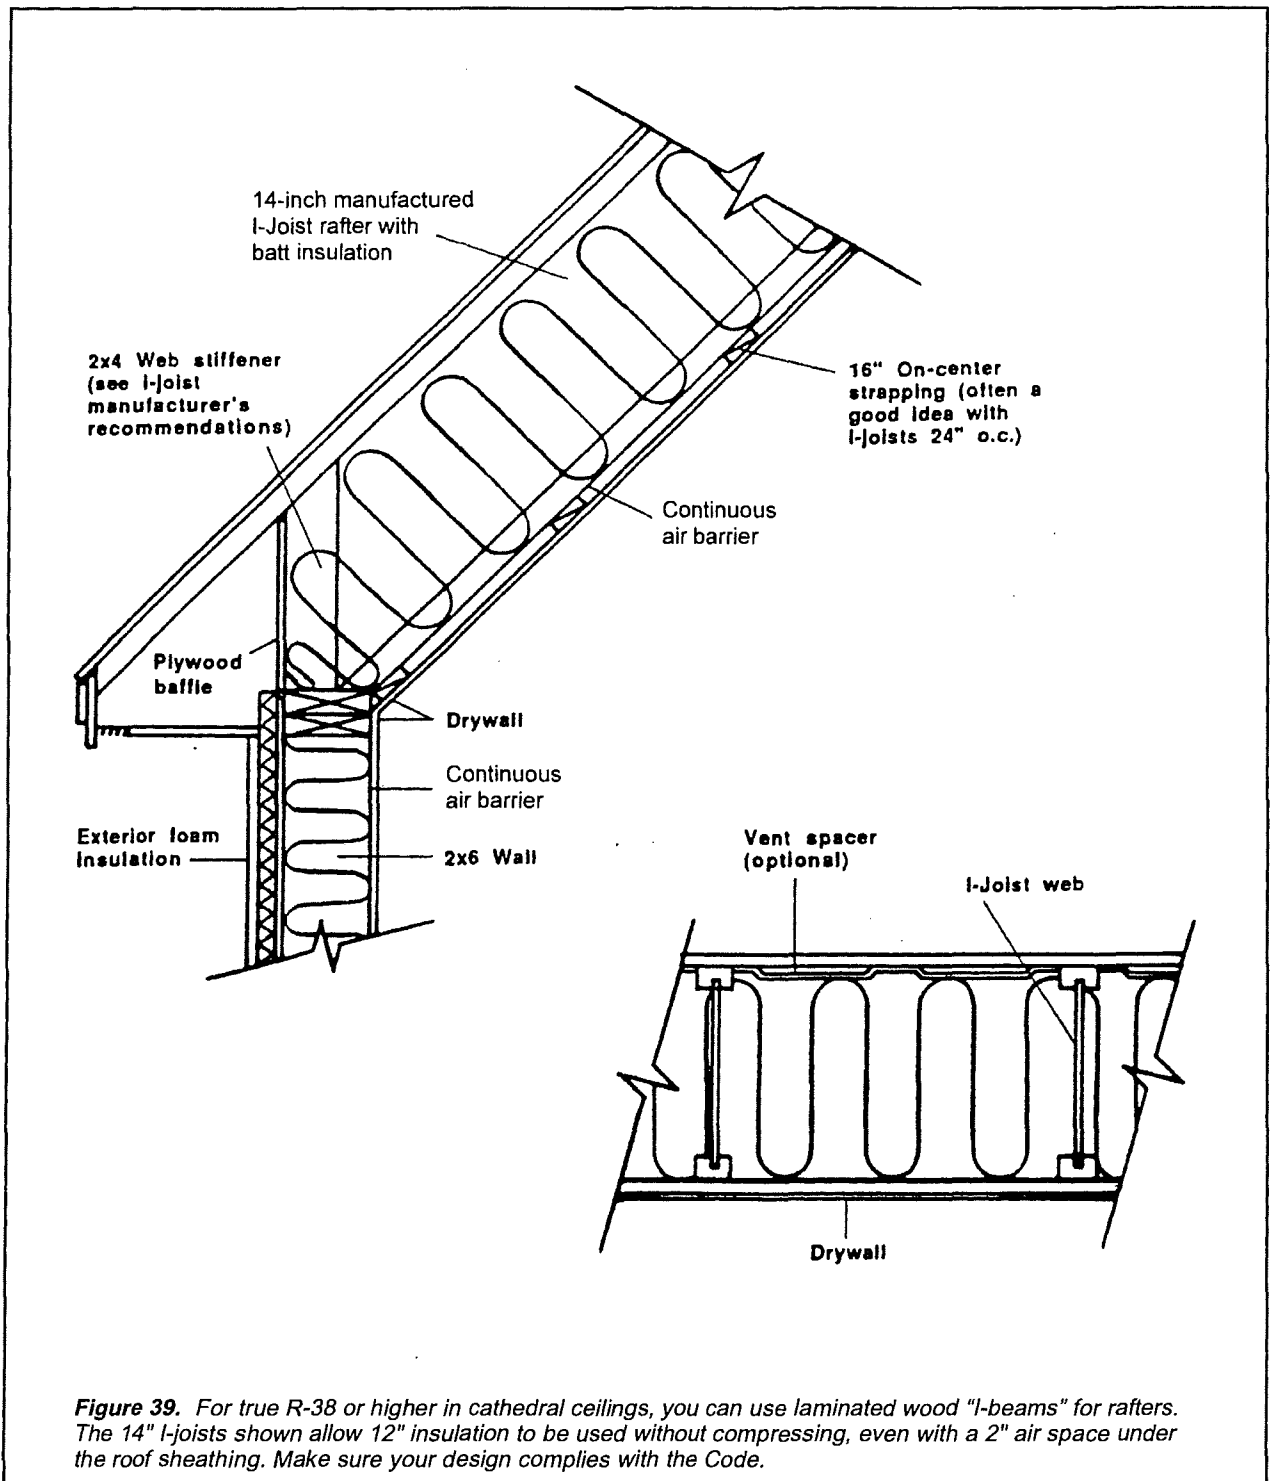 14-inch manufactured
I-Joist rafter with
batt insulation
2x4 Web stiffener
(see I-joist
manufacturer's
recommendations)
16" On-center
strapping (often a
good idea with
I-joists 24" o.c.)
Continuous
air barrier
Plywood
baffle
Drywall
Continuous
air barrier
Exterior foam
insulation
2x6 Wall
Vent spacer
(optional)
I-Joist web
Drywall
Figure 39. For true R-38 or higher in cathedral ceilings, you can use laminated wood "I-beams" for rafters.
The 14" I-joists shown allow 12" insulation to be used without compressing, even with a 2" air space under
the roof sheathing. Make sure your design complies with the Code.